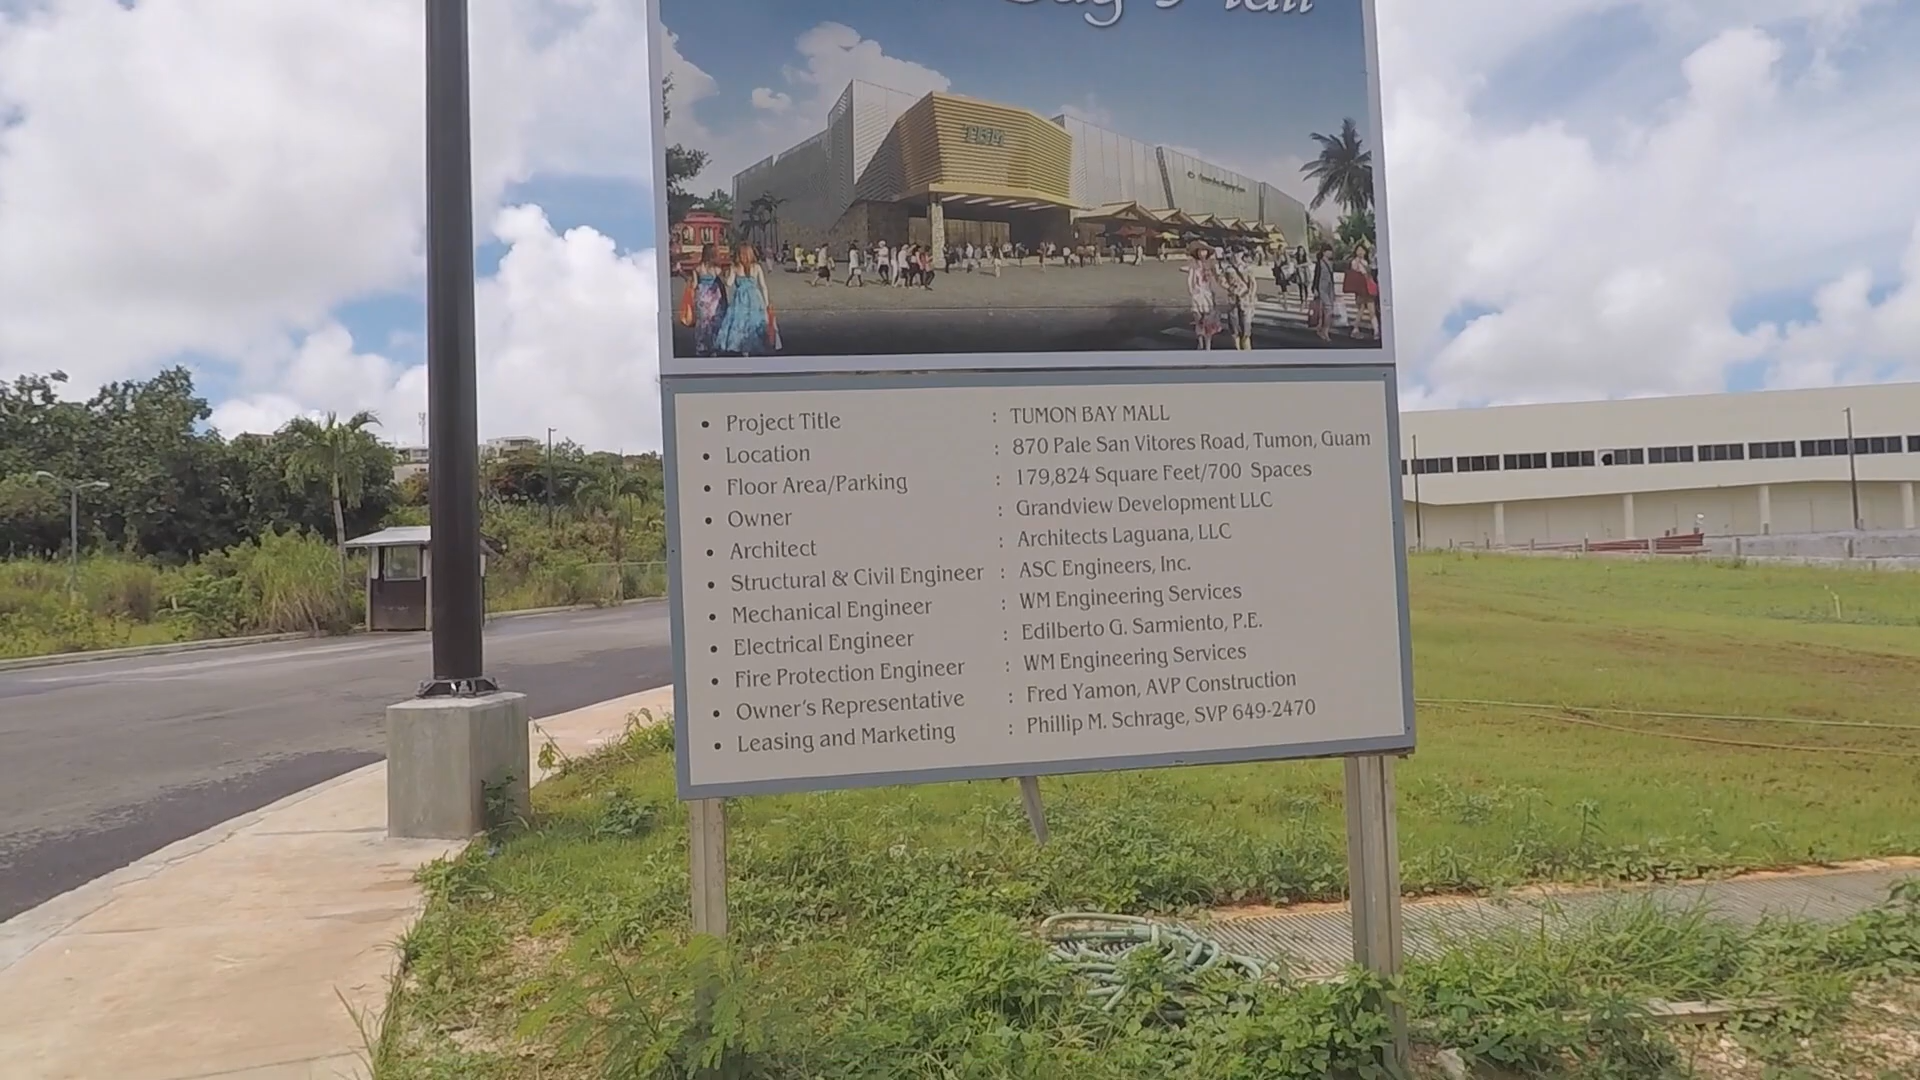 Bay Mall
TBM
• Project Title : TUMON BAY MALL
• Location : 870 Pale San Vitores Road, Tumon, Guam
• Floor Area/Parking : 179,824 Square Feet/700 Spaces
• Owner : Grandview Development LLC
• Architect : Architects Laguana, LLC
• Structural & Civil Engineer : ASC Engineers, Inc.
• Mechanical Engineer : WM Engineering Services
• Electrical Engineer : Edilberto G. Sarmiento, P.E.
• Fire Protection Engineer : WM Engineering Services
• Owner's Representative : Fred Yamon, AVP Construction
• Leasing and Marketing : Phillip M. Schrage, SVP 649-2470